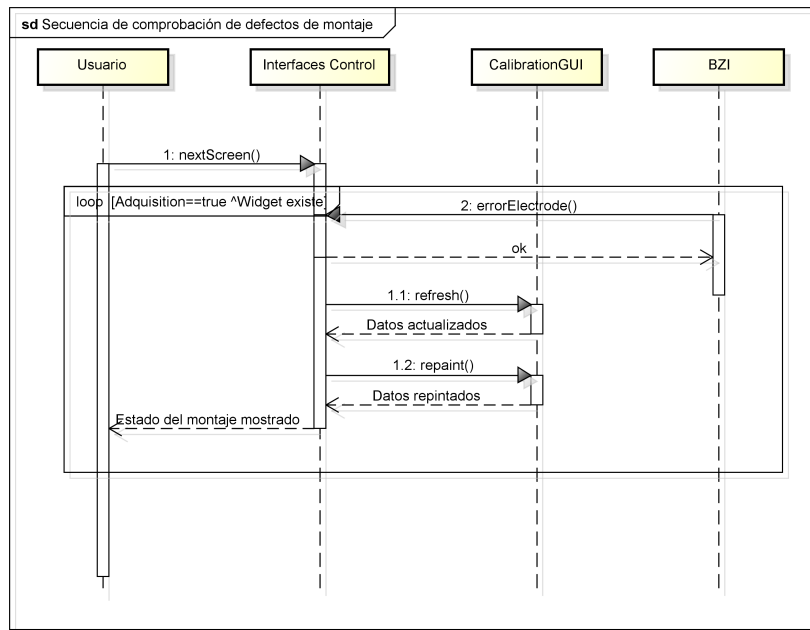 sd Secuencia de comprobación de defectos de montaje
Usuario
Interfaces Control
CalibrationGUI
BZI
1: nextScreen()
loop [Adquisition==true ^Widget existe]
2: errorElectrode()
ok
1.1: refresh()
Datos actualizados
1.2: repaint()
Datos repintados
Estado del montaje mostrado